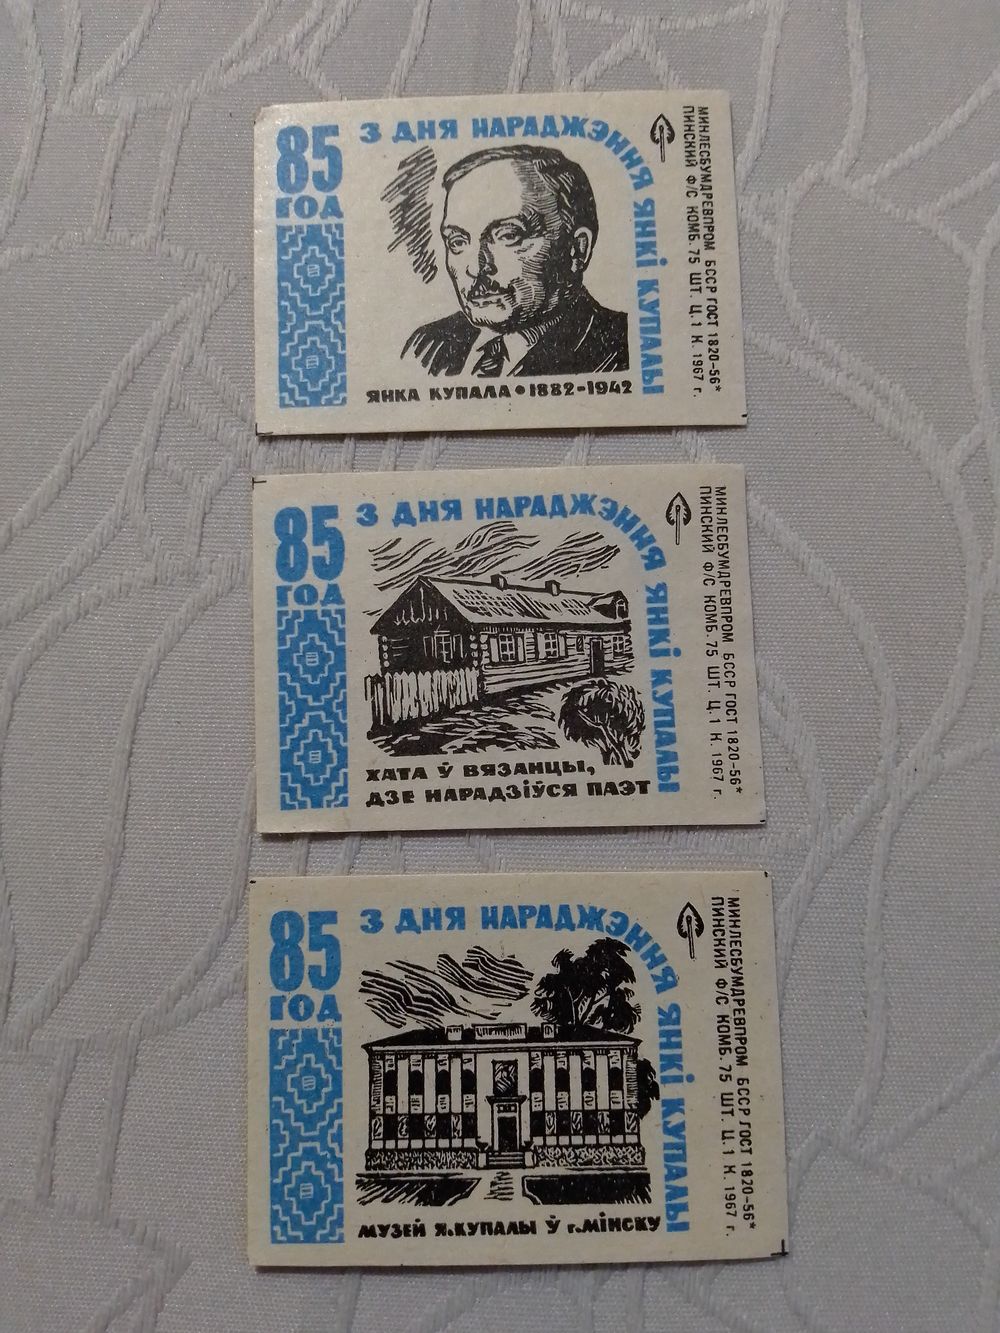 85
ГОД
З ДНЯ НАРАДЖЭННЯ ЯНКІ КУПАЛЫ
ЯНКА КУПАЛА • 1882-1942
МИНЛЕСБУМДРЕВПРОМ БССР ГОСТ 1820-56*
ПИНСКИЙ Ф/С КОМБ. 75 ШТ. Ц. 1 К. 1967 г.
85
ГОД
З ДНЯ НАРАДЖЭННЯ ЯНКІ КУПАЛЫ
ХАТА Ў ВЯЗАНЦЫ,
ДЗЕ НАРАДЗІЎСЯ ПАЭТ
МИНЛЕСБУМДРЕВПРОМ БССР ГОСТ 1820-56*
ПИНСКИЙ Ф/С КОМБ. 75 ШТ. Ц. 1 К. 1967 г.
85
ГОД
З ДНЯ НАРАДЖЭННЯ ЯНКІ КУПАЛЫ
МУЗЕЙ Я.КУПАЛЫ Ў г.МІНСКУ
МИНЛЕСБУМДРЕВПРОМ БССР ГОСТ 1820-56*
ПИНСКИЙ Ф/С КОМБ. 75 ШТ. Ц. 1 К. 1967 г.